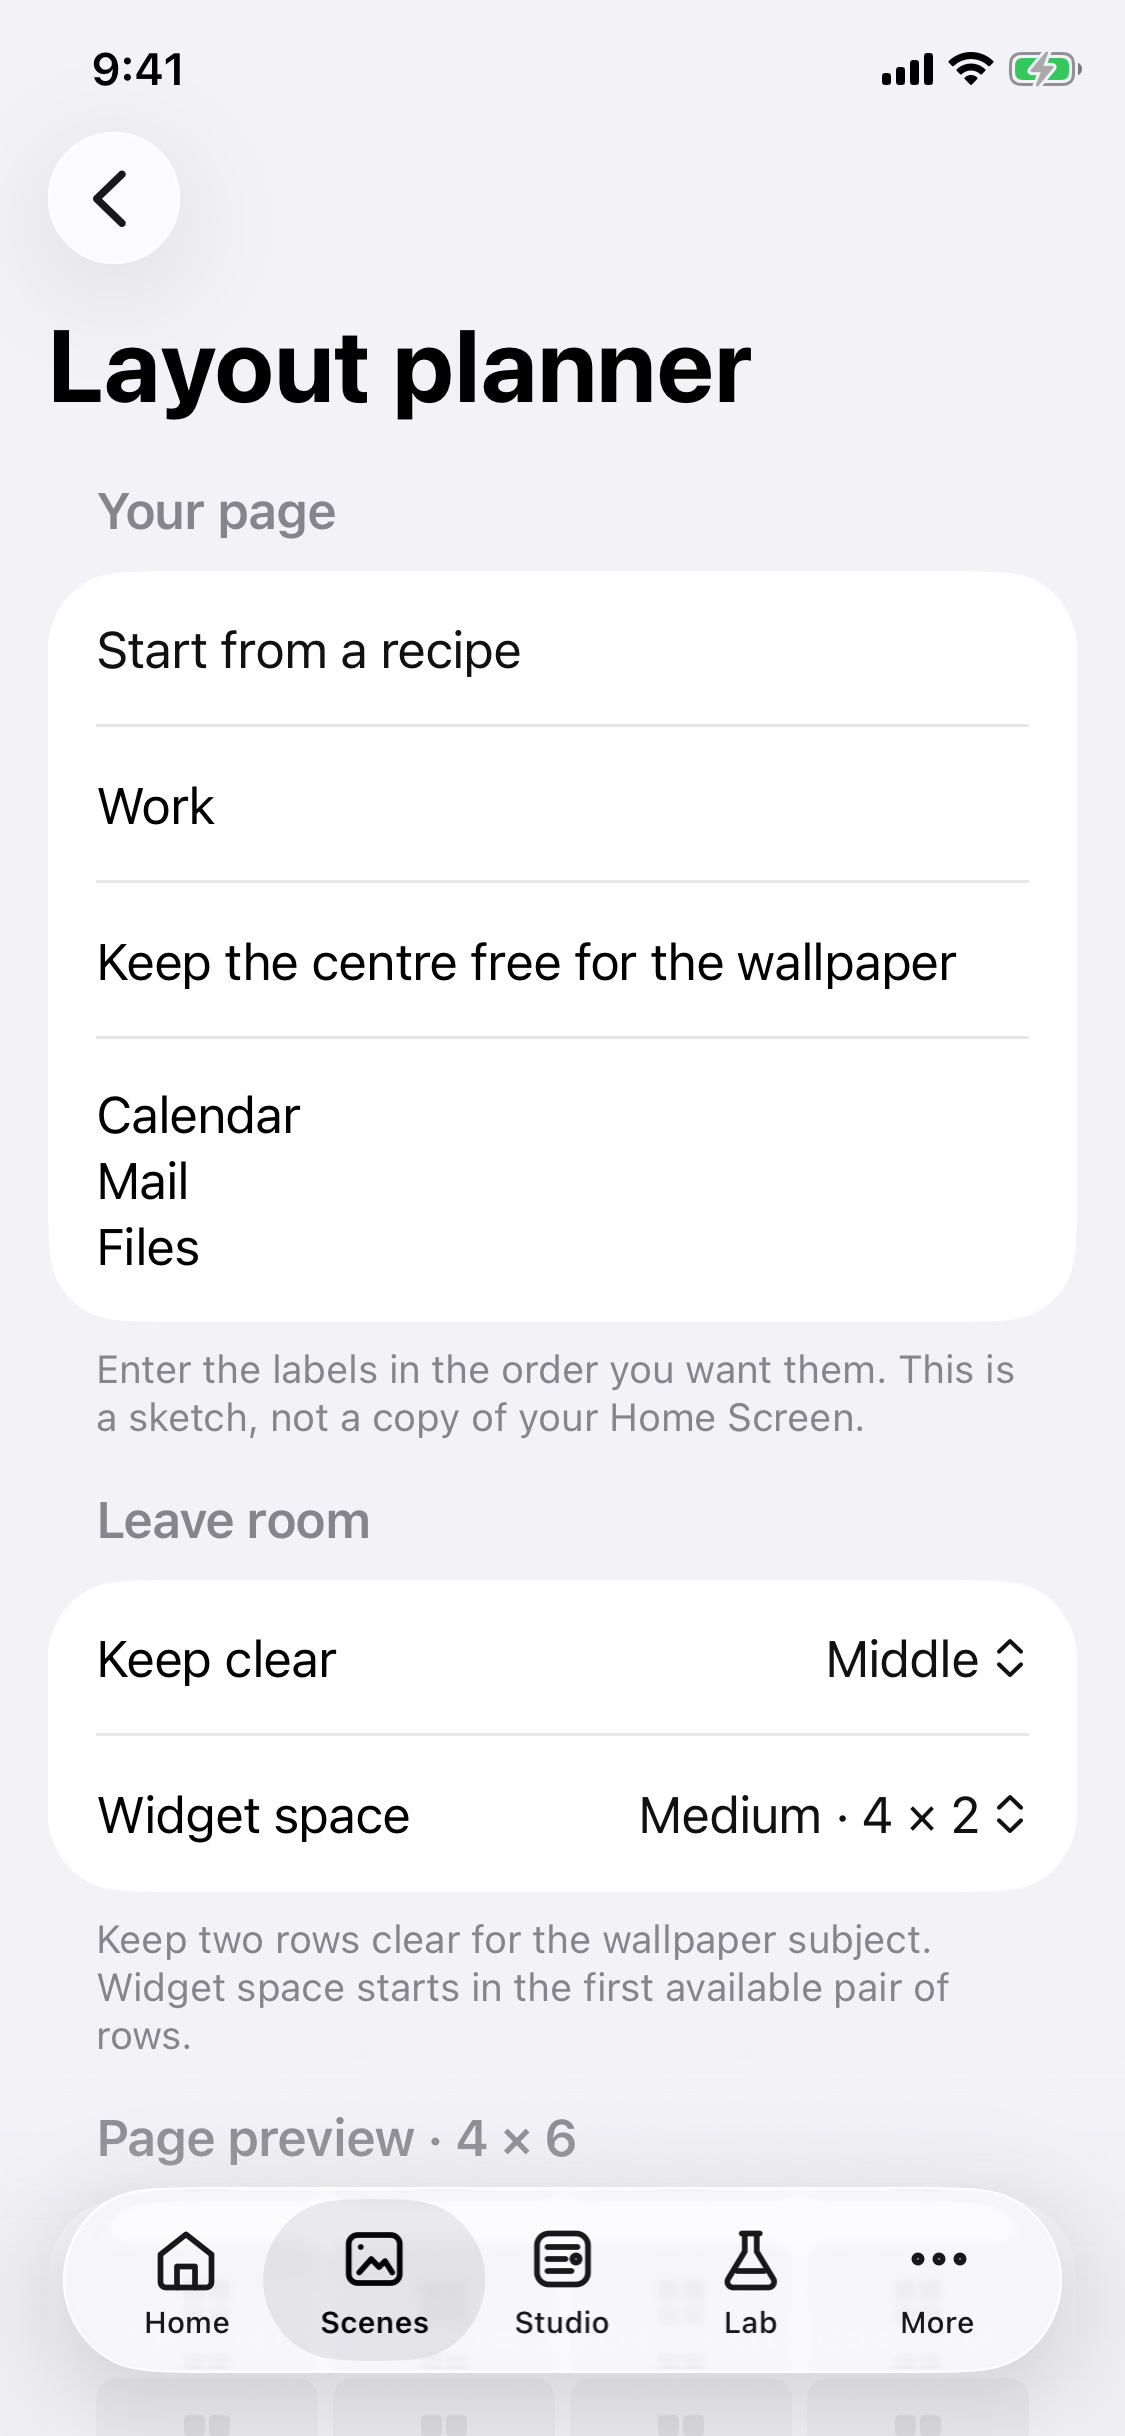 9:41
Layout planner
Your page
Start from a recipe
Work
Keep the centre free for the wallpaper
Calendar
Mail
Files
Enter the labels in the order you want them. This is
a sketch, not a copy of your Home Screen.
Leave room
Keep clear Middle
Widget space Medium · 4 × 2
Keep two rows clear for the wallpaper subject.
Widget space starts in the first available pair of
rows.
Page preview · 4 × 6
Home Scenes Studio Lab More